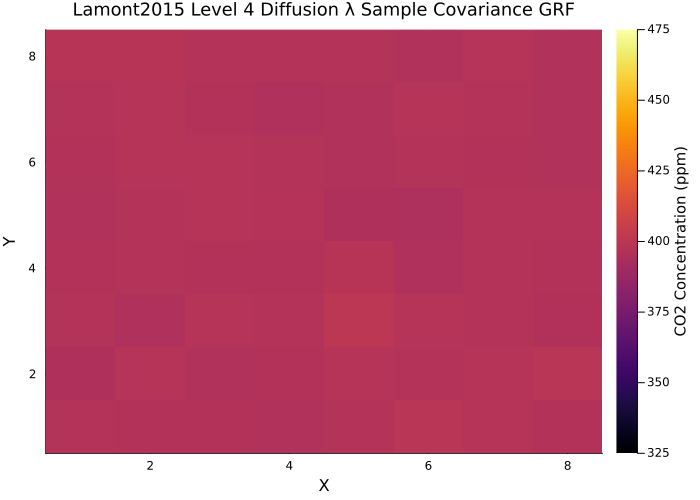 Lamont2015 Level 4 Diffusion λ Sample Covariance GRF
8
6
4
2
Y
2 4 6 8
X
475
450
425
400
375
350
325
CO2 Concentration (ppm)